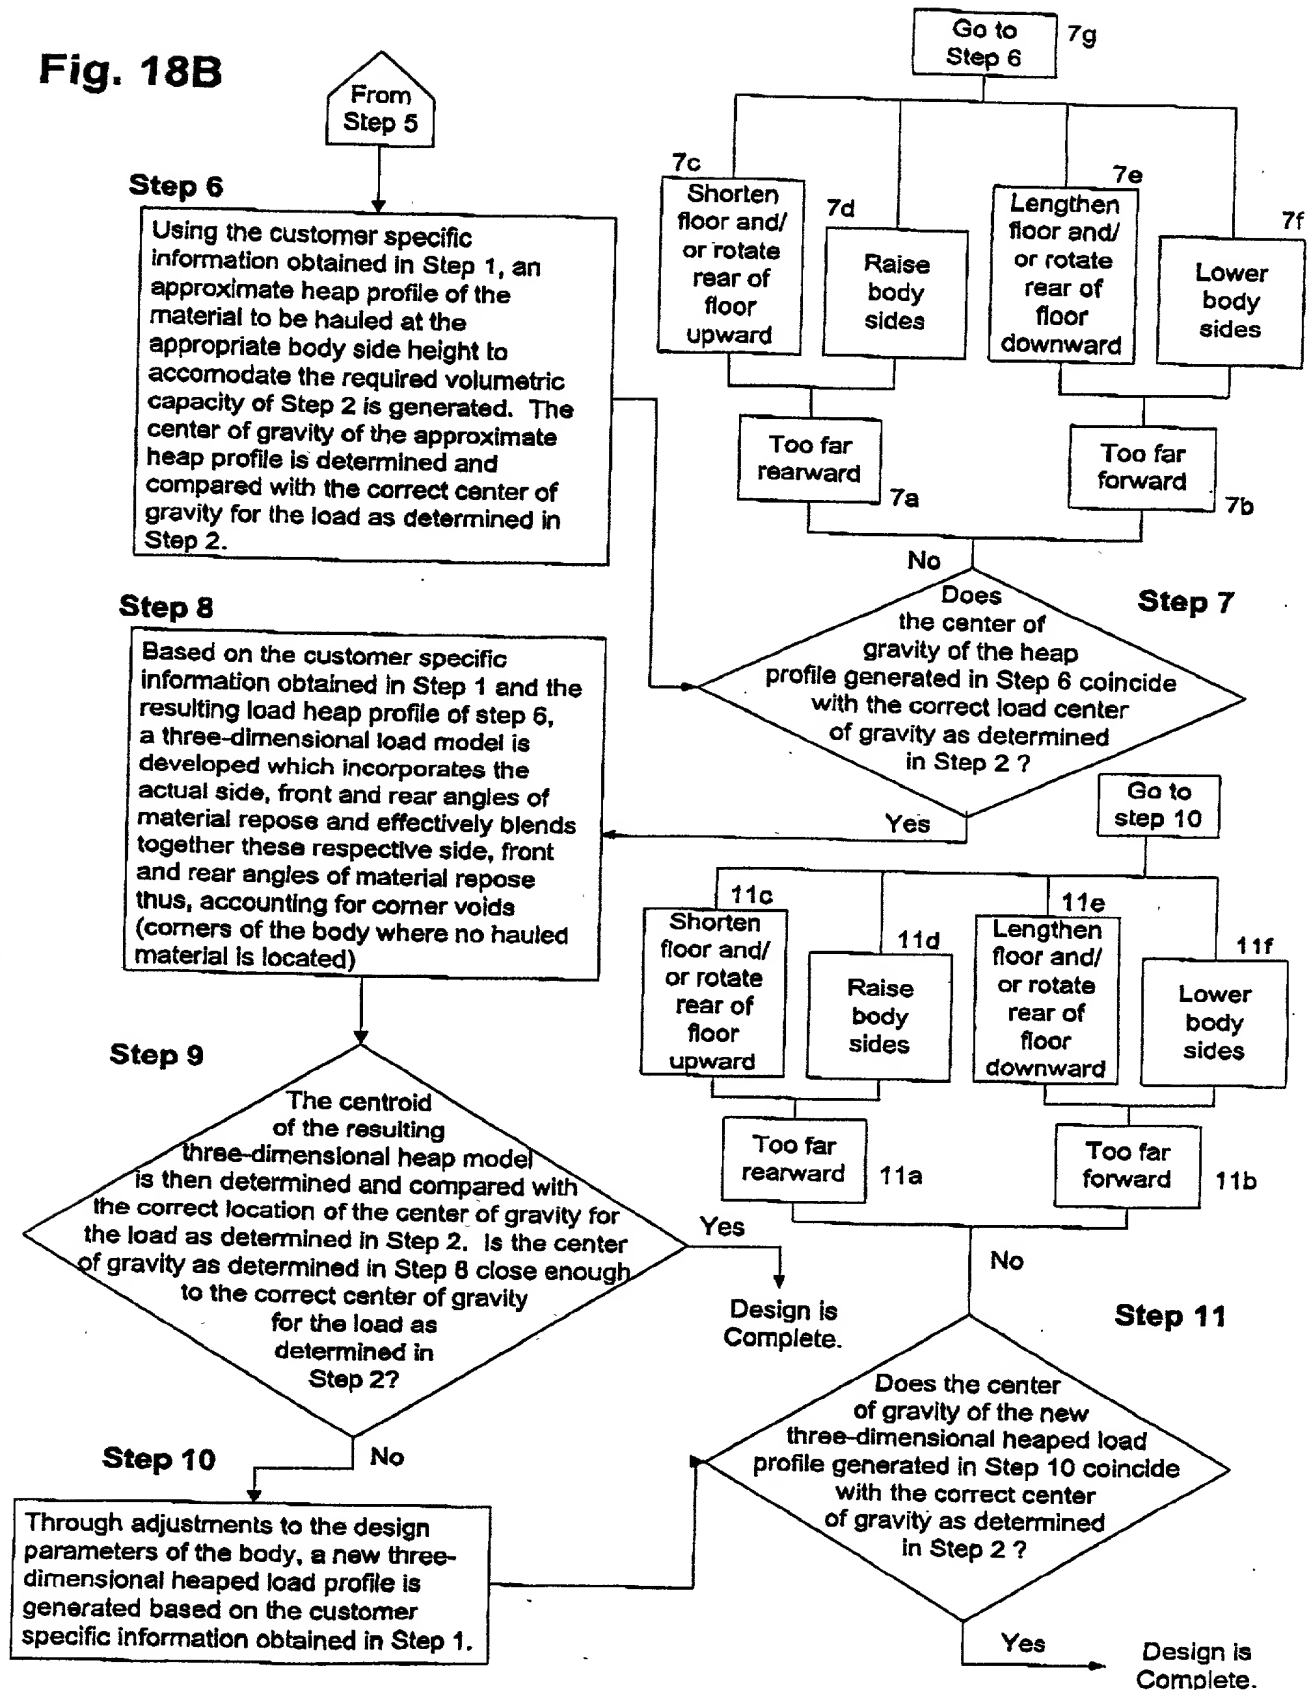 Fig. 18B
From
Step 5
Step 6
Using the customer specific
information obtained in Step 1, an
approximate heap profile of the
material to be hauled at the
appropriate body side height to
accomodate the required volumetric
capacity of Step 2 is generated. The
center of gravity of the approximate
heap profile is determined and
compared with the correct center of
gravity for the load as determined in
Step 2.
Go to
Step 6
7g
7c
Shorten
floor and/
or rotate
rear of
floor
upward
7d
Raise
body
sides
7e
Lengthen
floor and/
or rotate
rear of
floor
downward
7f
Lower
body
sides
Too far
rearward
7a
Too far
forward
7b
No
Step 7
Does
the center of
gravity of the heap
profile generated in Step 6 coincide
with the correct load center
of gravity as determined
in Step 2 ?
Yes
Step 8
Based on the customer specific
information obtained in Step 1 and the
resulting load heap profile of step 6,
a three-dimensional load model is
developed which incorporates the
actual side, front and rear angles of
material repose and effectively blends
together these respective side, front
and rear angles of material repose
thus, accounting for corner voids
(corners of the body where no hauled
material is located)
Step 9
The centroid
of the resulting
three-dimensional heap model
is then determined and compared with
the correct location of the center of gravity for
the load as determined in Step 2. Is the center
of gravity as determined in Step 8 close enough
to the correct center of gravity
for the load as
determined in
Step 2?
Yes
Design is
Complete.
No
Step 10
Through adjustments to the design
parameters of the body, a new three-
dimensional heaped load profile is
generated based on the customer
specific information obtained in Step 1.
Go to
step 10
11c
Shorten
floor and/
or rotate
rear of
floor
upward
11d
Raise
body
sides
11e
Lengthen
floor and/
or rotate
rear of
floor
downward
11f
Lower
body
sides
Too far
rearward
11a
Too far
forward
11b
No
Step 11
Does the center
of gravity of the new
three-dimensional heaped load
profile generated in Step 10 coincide
with the correct center
of gravity as determined
in Step 2 ?
Yes
Design is
Complete.